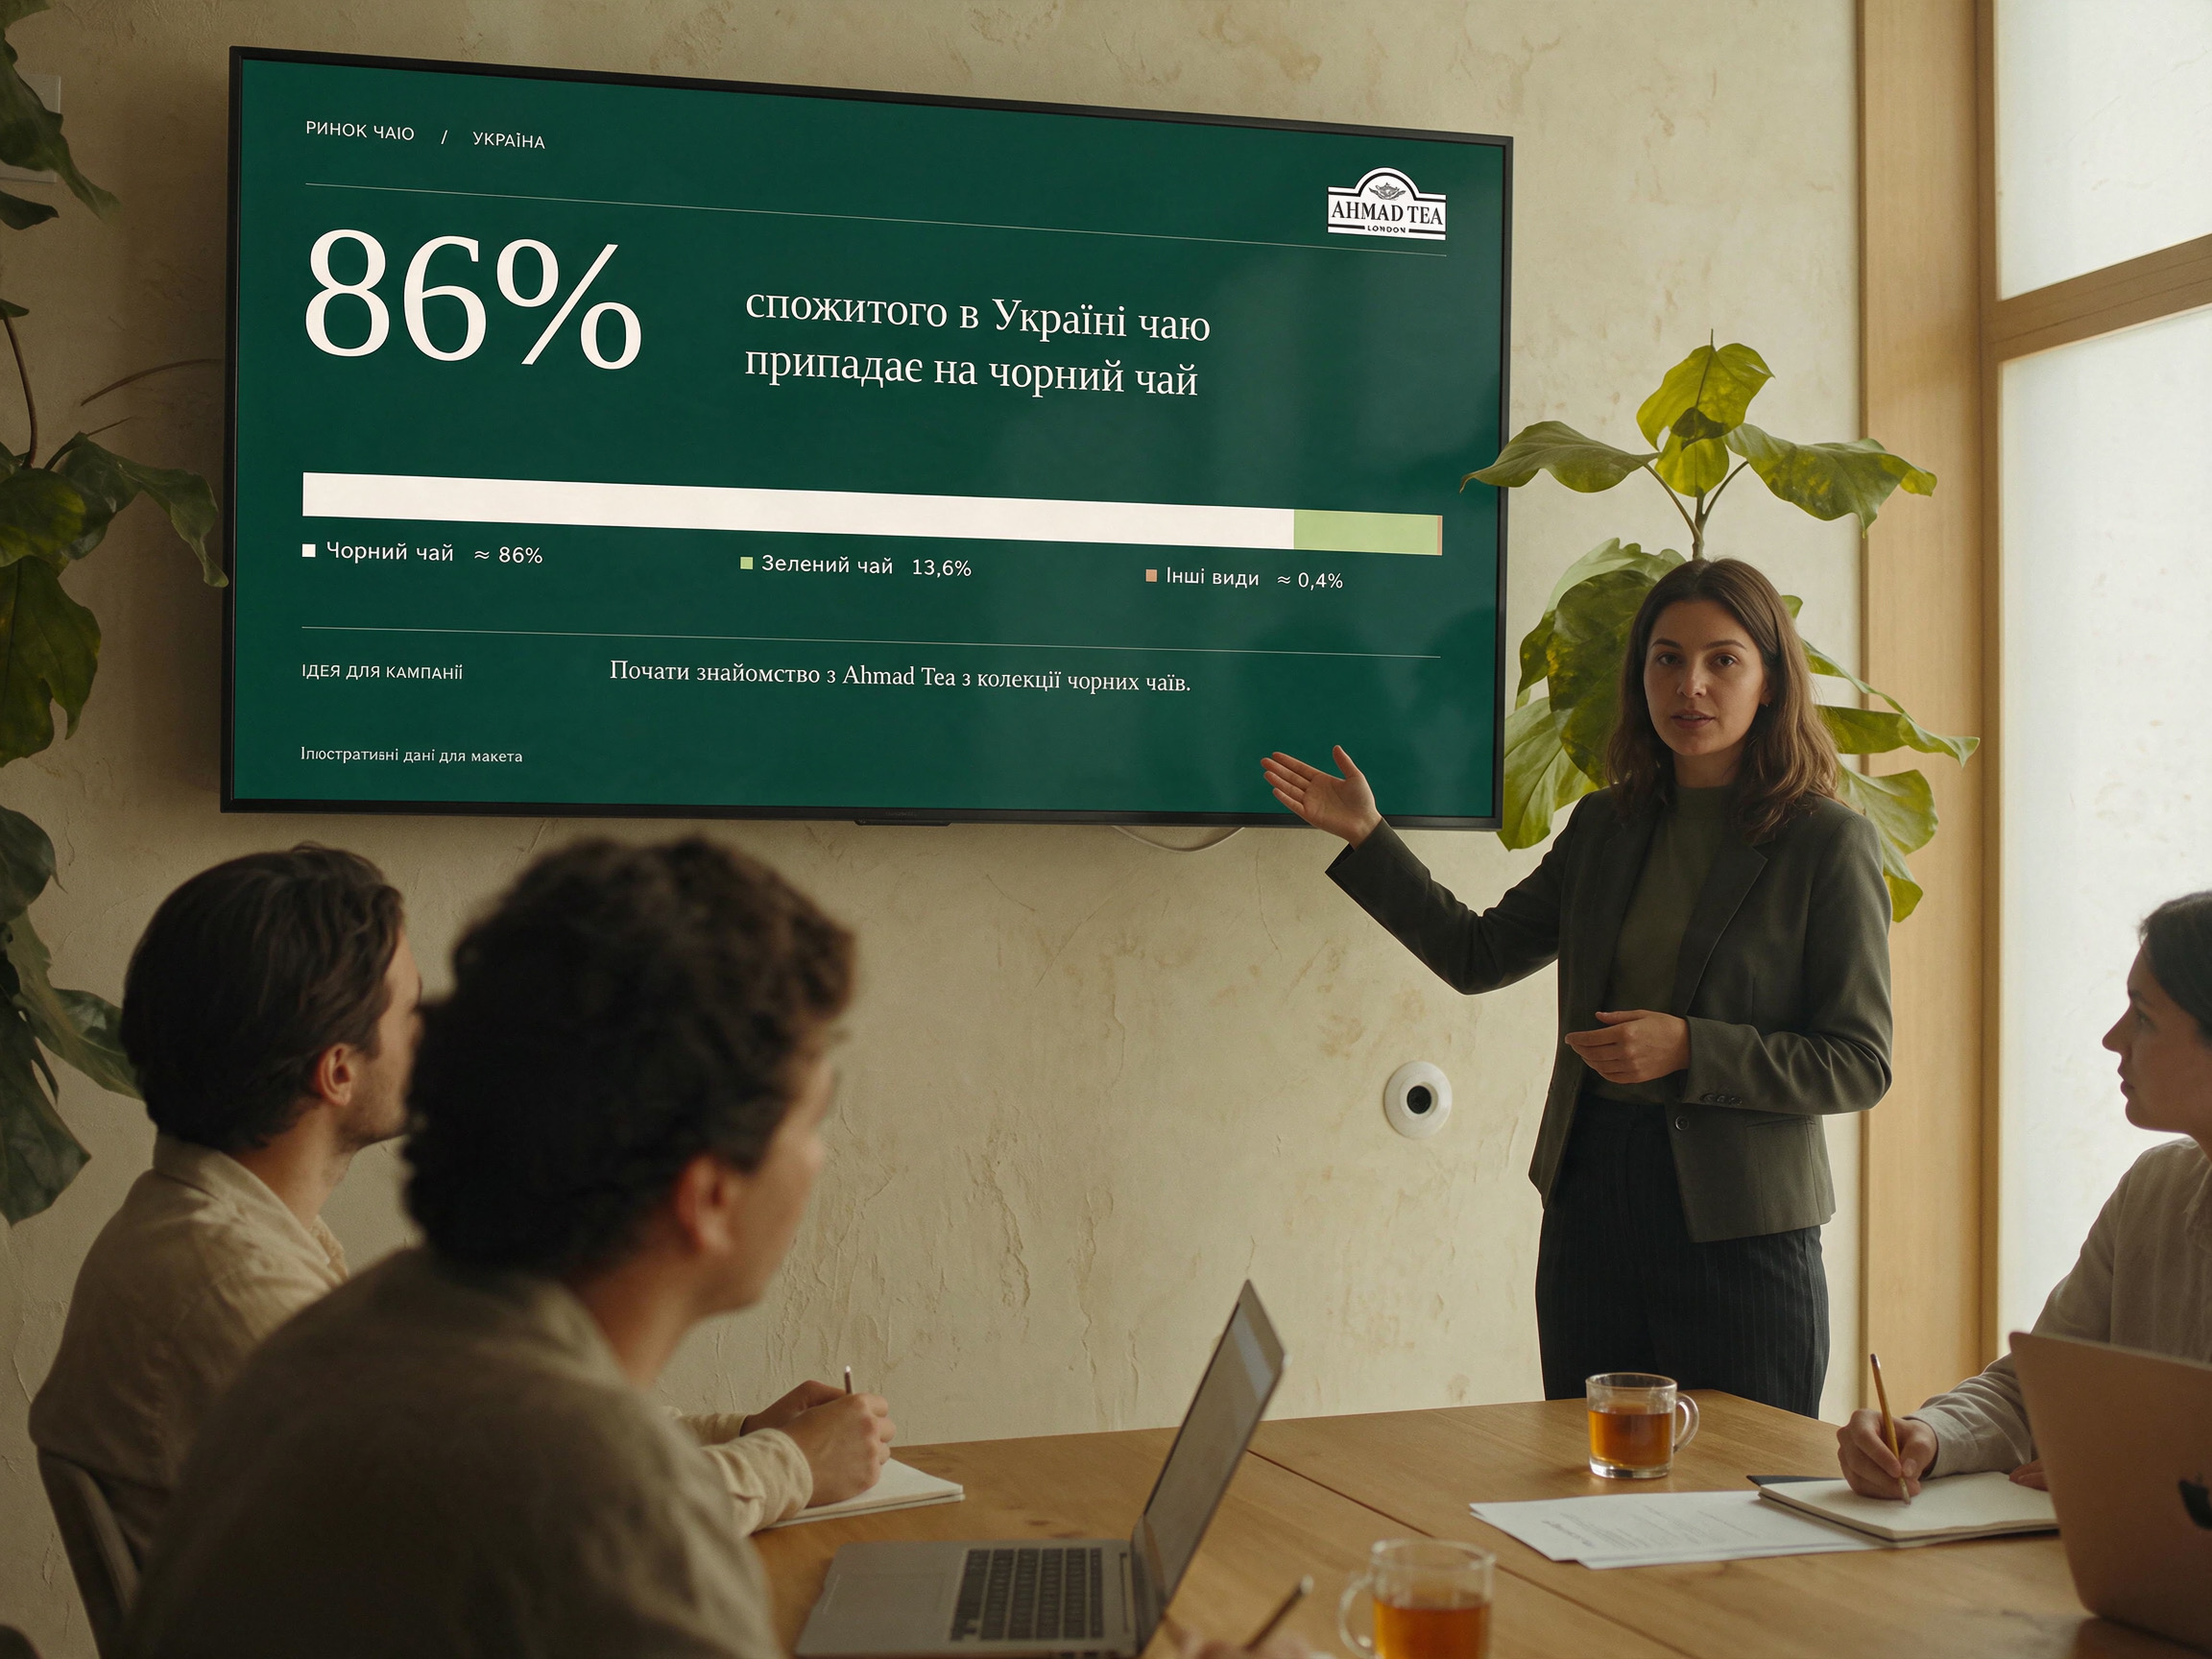 РИНОК ЧАЮ / УКРАЇНА
AHMAD TEA
LONDON
86%
спожитого в Україні чаю
припадає на чорний чай
Чорний чай ≈ 86%
Зелений чай 13,6%
Інші види ≈ 0,4%
ІДЕЯ ДЛЯ КАМПАНІЇ
Почати знайомство з Ahmad Tea з колекції чорних чаїв.
Ілюстративні дані для макета